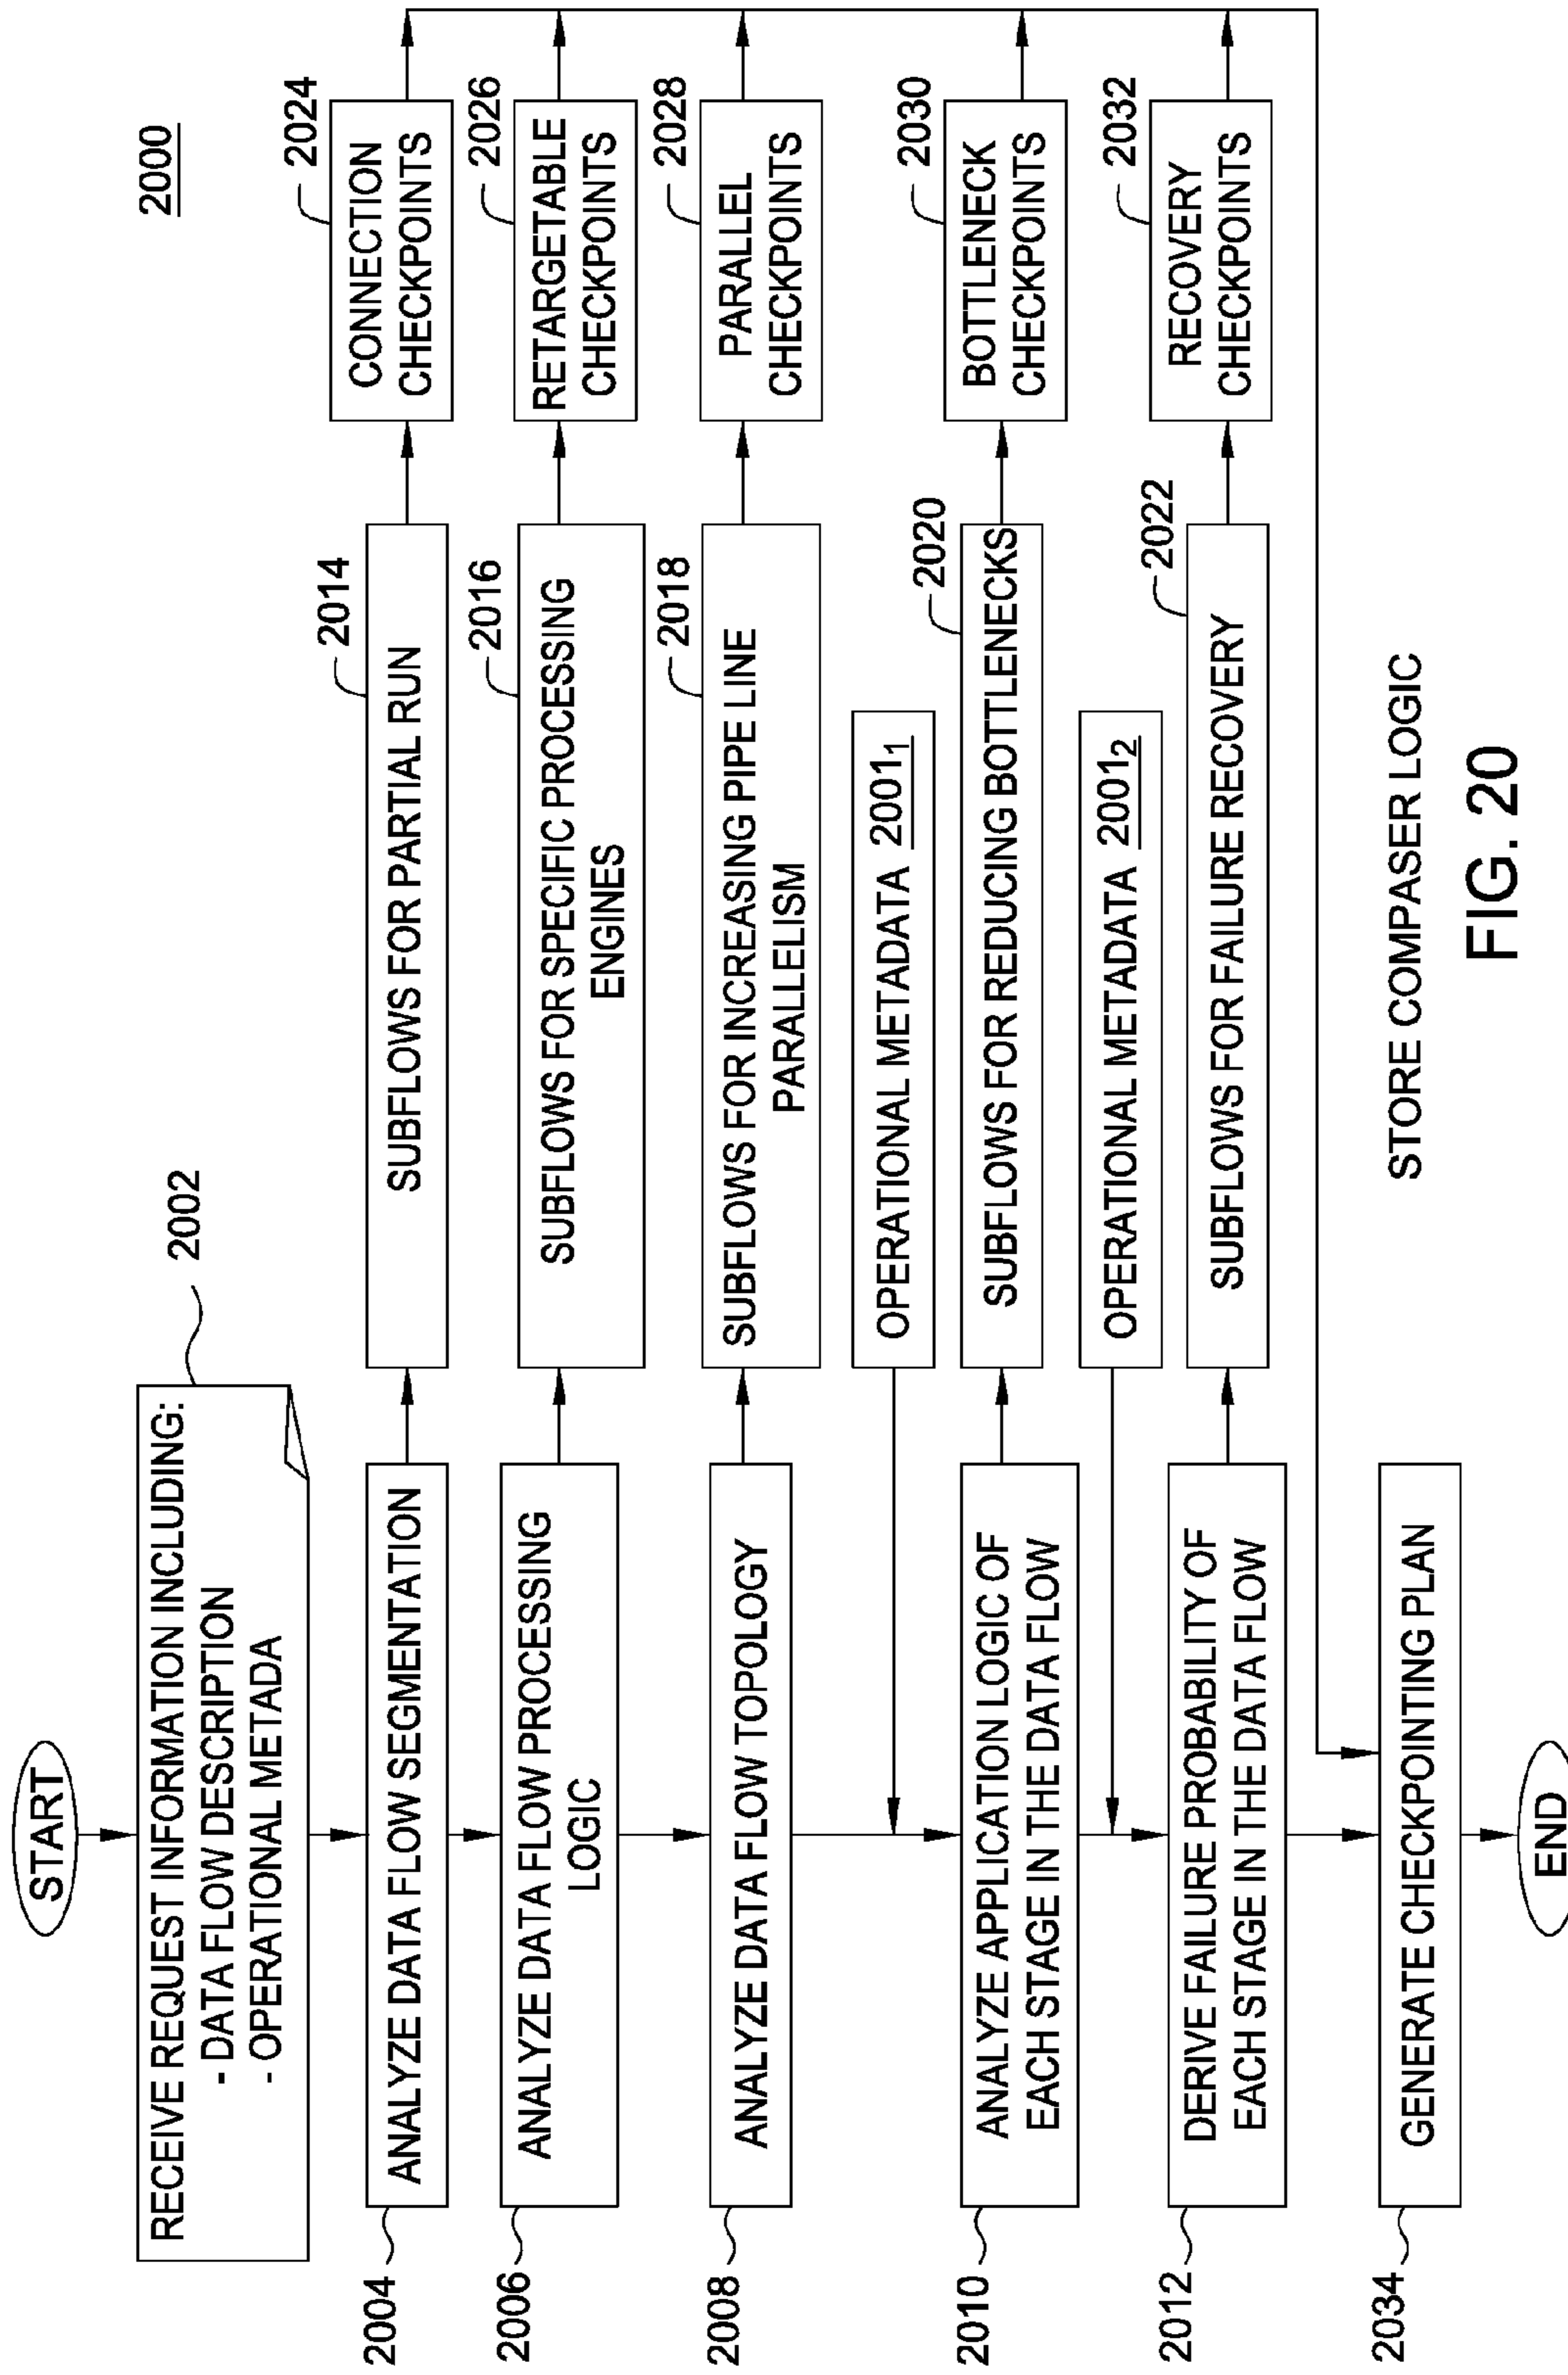 2000
START
RECEIVE REQUEST INFORMATION INCLUDING:
- DATA FLOW DESCRIPTION
- OPERATIONAL METADA
2002
2004
ANALYZE DATA FLOW SEGMENTATION
SUBFLOWS FOR PARTIAL RUN
2014
CONNECTION
CHECKPOINTS
2024
2006
ANALYZE DATA FLOW PROCESSING
LOGIC
SUBFLOWS FOR SPECIFIC PROCESSING
ENGINES
2016
RETARGETABLE
CHECKPOINTS
2026
2008
ANALYZE DATA FLOW TOPOLOGY
SUBFLOWS FOR INCREASING PIPE LINE
PARALLELISM
2018
PARALLEL
CHECKPOINTS
2028
OPERATIONAL METADATA 2001₁
2010
ANALYZE APPLICATION LOGIC OF
EACH STAGE IN THE DATA FLOW
SUBFLOWS FOR REDUCING BOTTLENECKS
2020
BOTTLENECK
CHECKPOINTS
2030
OPERATIONAL METADATA 2001₂
2012
DERIVE FAILURE PROBABILITY OF
EACH STAGE IN THE DATA FLOW
SUBFLOWS FOR FAILURE RECOVERY
2022
RECOVERY
CHECKPOINTS
2032
2034
GENERATE CHECKPOINTING PLAN
END
STORE COMPASER LOGIC
FIG. 20